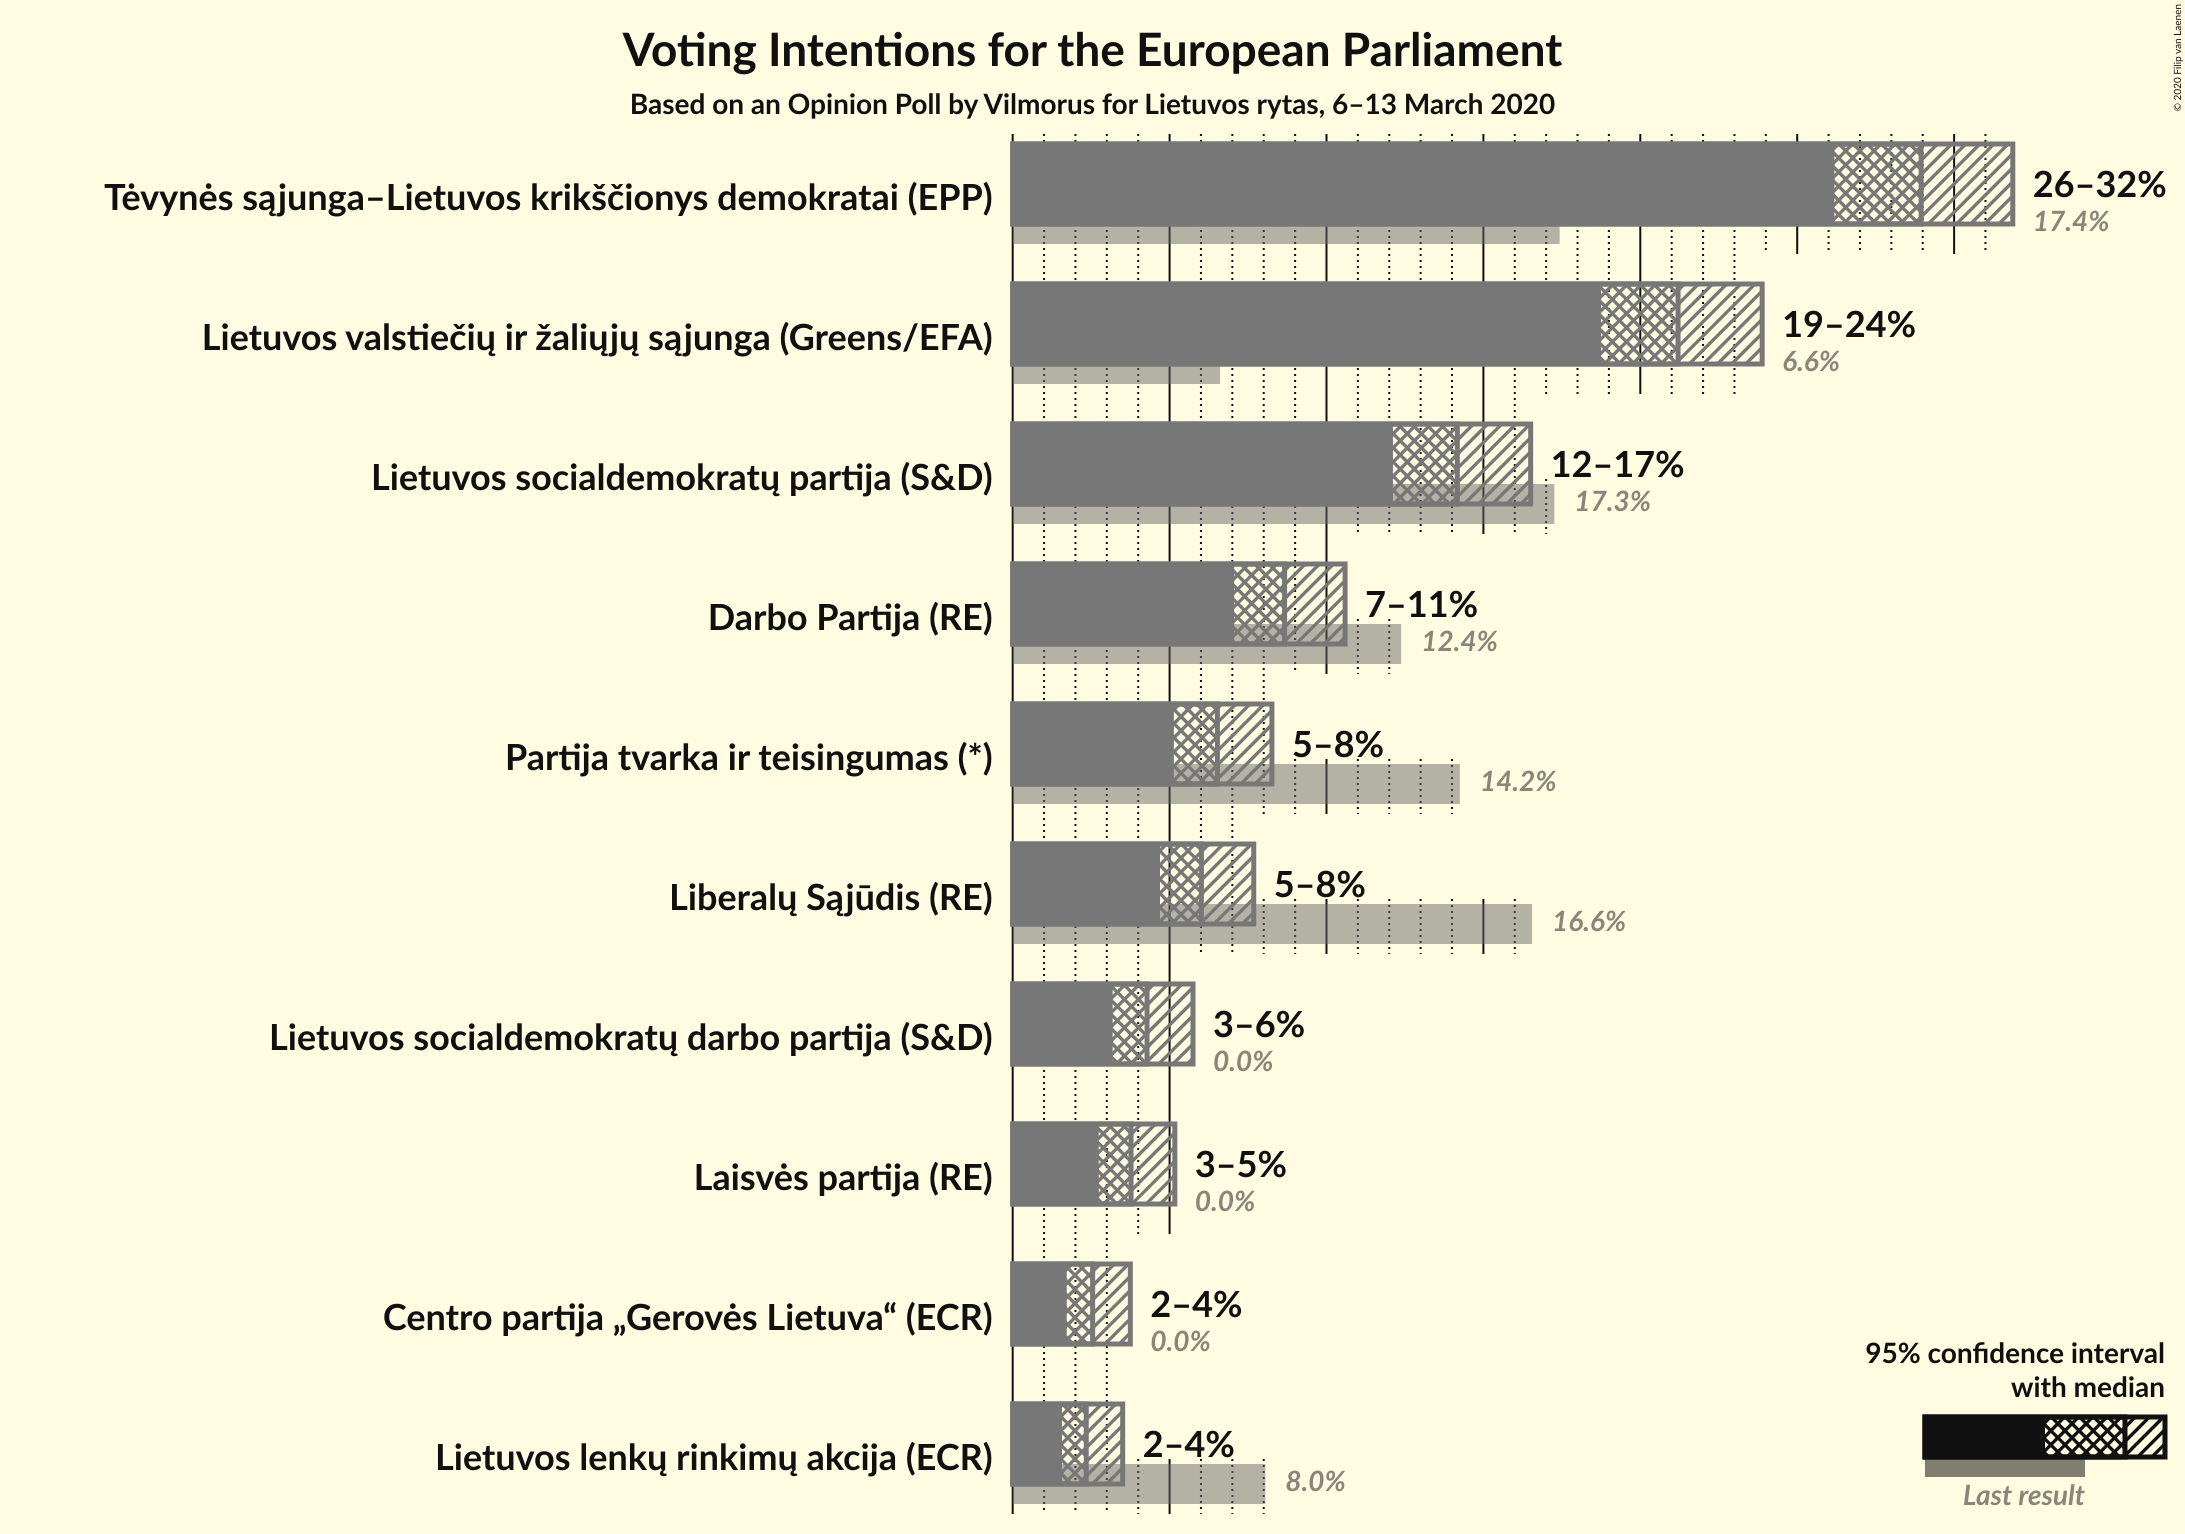 Voting Intentions for the European Parliament
Based on an Opinion Poll by Vilmorus for Lietuvos rytas, 6–13 March 2020
© 2020 Filip van Laenen
Tėvynės sąjunga–Lietuvos krikščionys demokratai (EPP)
26–32%
17.4%
Lietuvos valstiečių ir žaliųjų sąjunga (Greens/EFA)
19–24%
6.6%
Lietuvos socialdemokratų partija (S&D)
12–17%
17.3%
Darbo Partija (RE)
7–11%
12.4%
Partija tvarka ir teisingumas (*)
5–8%
14.2%
Liberalų Sąjūdis (RE)
5–8%
16.6%
Lietuvos socialdemokratų darbo partija (S&D)
3–6%
0.0%
Laisvės partija (RE)
3–5%
0.0%
Centro partija „Gerovės Lietuva“ (ECR)
2–4%
0.0%
Lietuvos lenkų rinkimų akcija (ECR)
2–4%
8.0%
95% confidence interval
with median
Last result